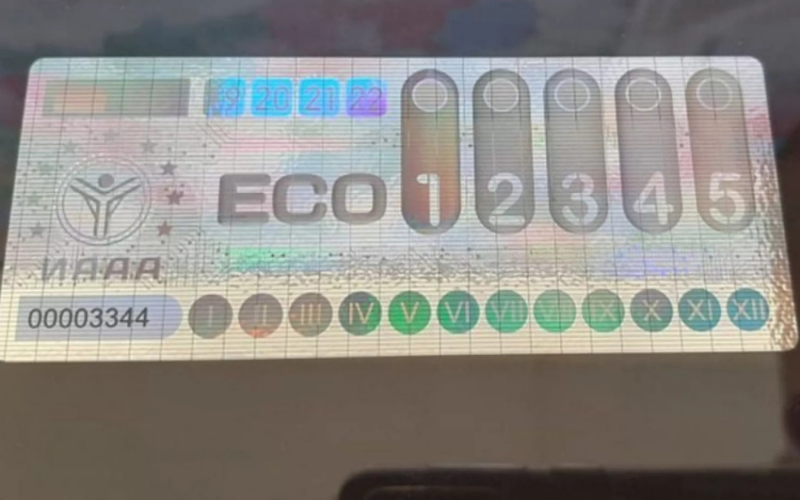 19 20 21 22
ECO 1 2 3 4 5
ИААА
00003344 I II III IV V VI VII VIII IX X XI XII